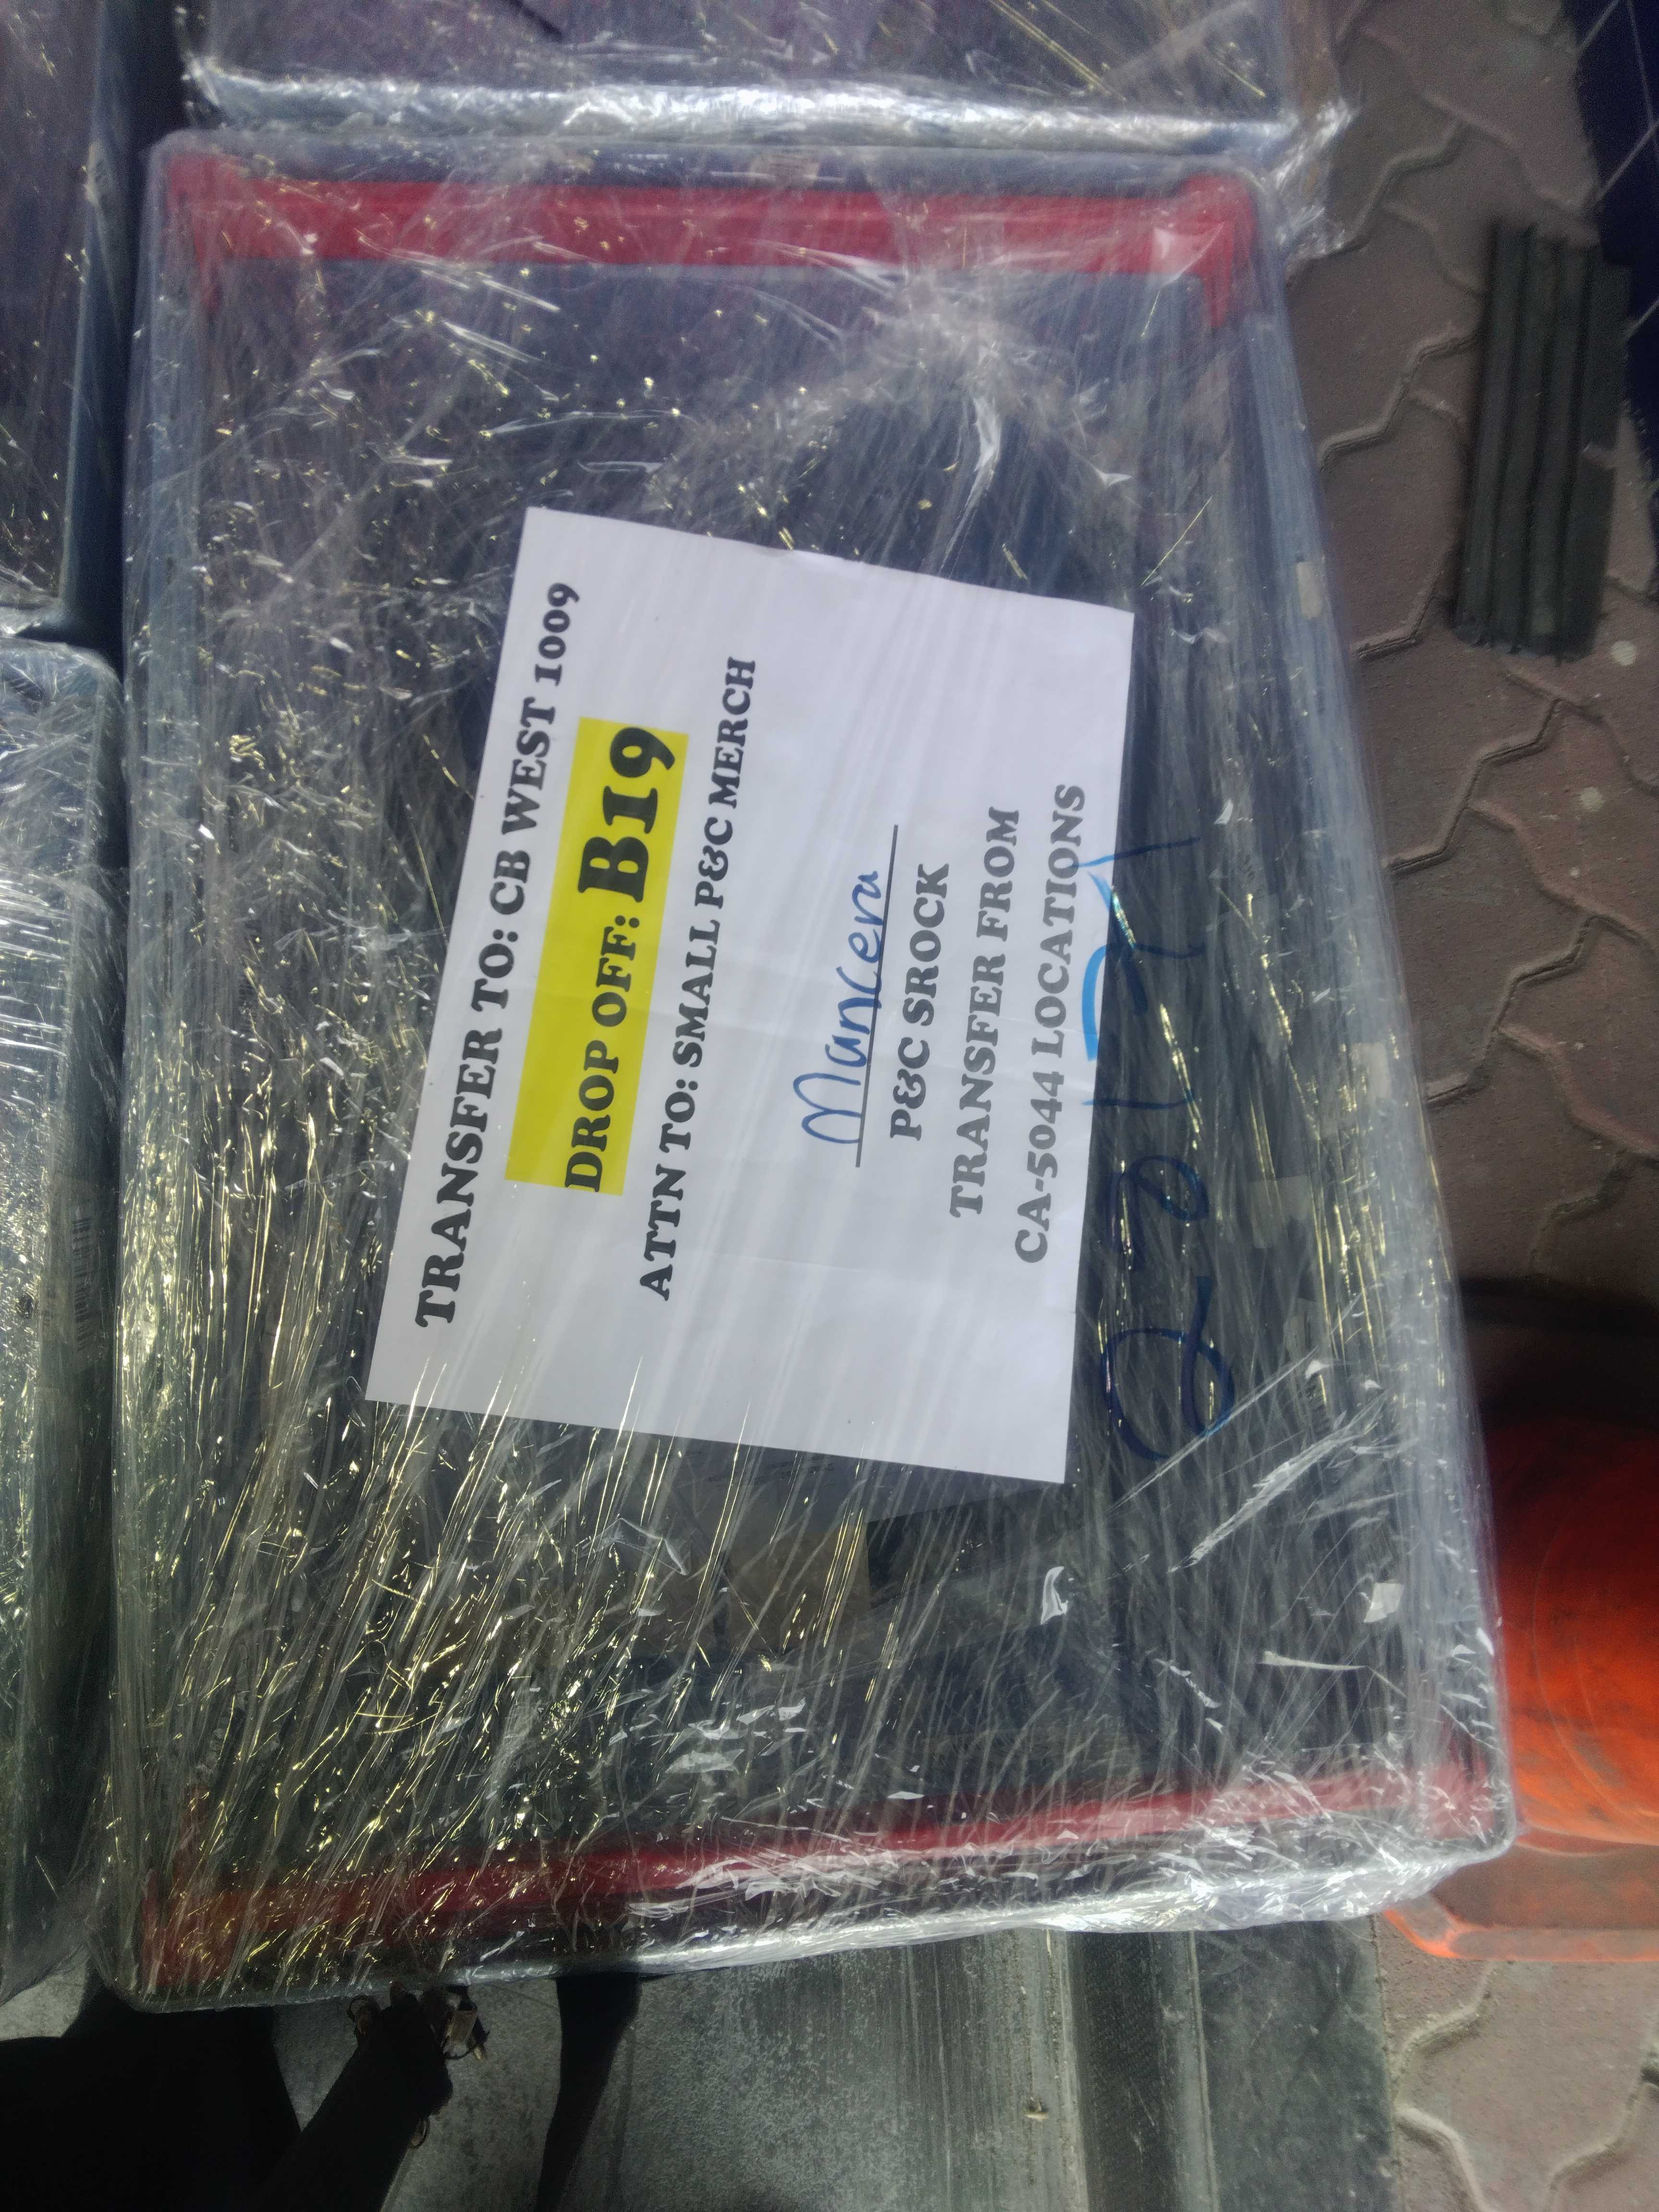 TRANSFER TO: CB WEST 1009
DROP OFF: B19
ATTN TO: SMALL P&C MERCH
Mancera
P&C SROCK
TRANSFER FROM
CA-5044 LOCATIONS